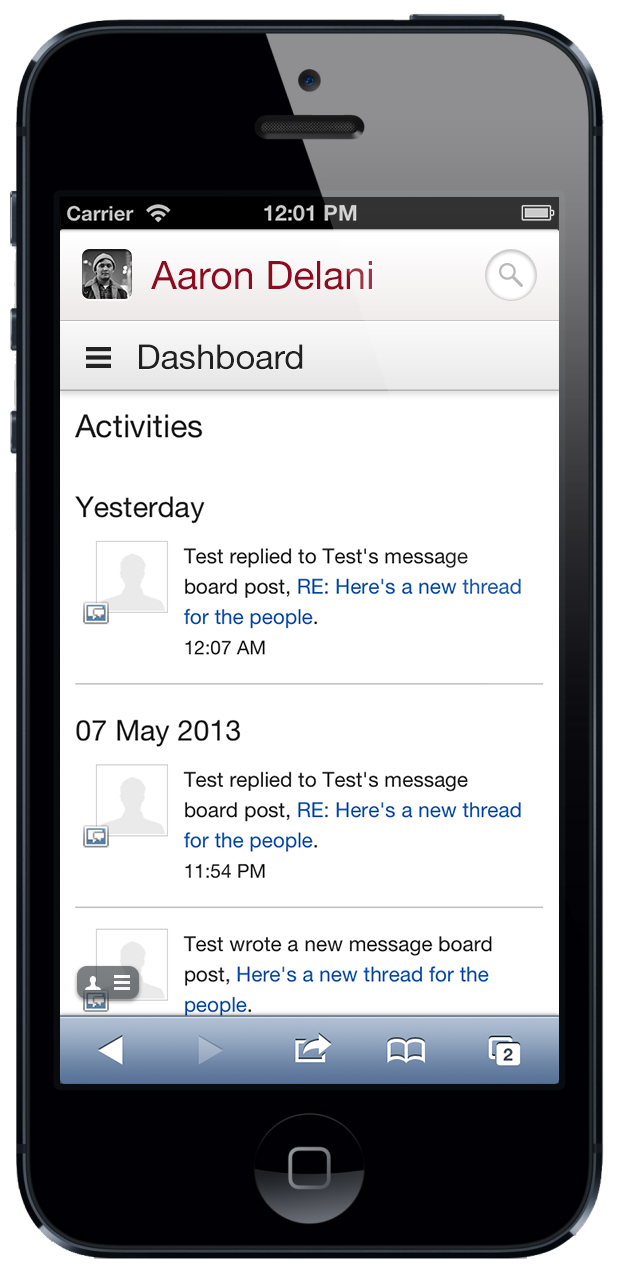 Carrier 12:01 PM
Aaron Delani
Dashboard
Activities
Yesterday
Test replied to Test's message
board post, RE: Here's a new thread
for the people.
12:07 AM
07 May 2013
Test replied to Test's message
board post, RE: Here's a new thread
for the people.
11:54 PM
Test wrote a new message board
post, Here's a new thread for the
people.
2